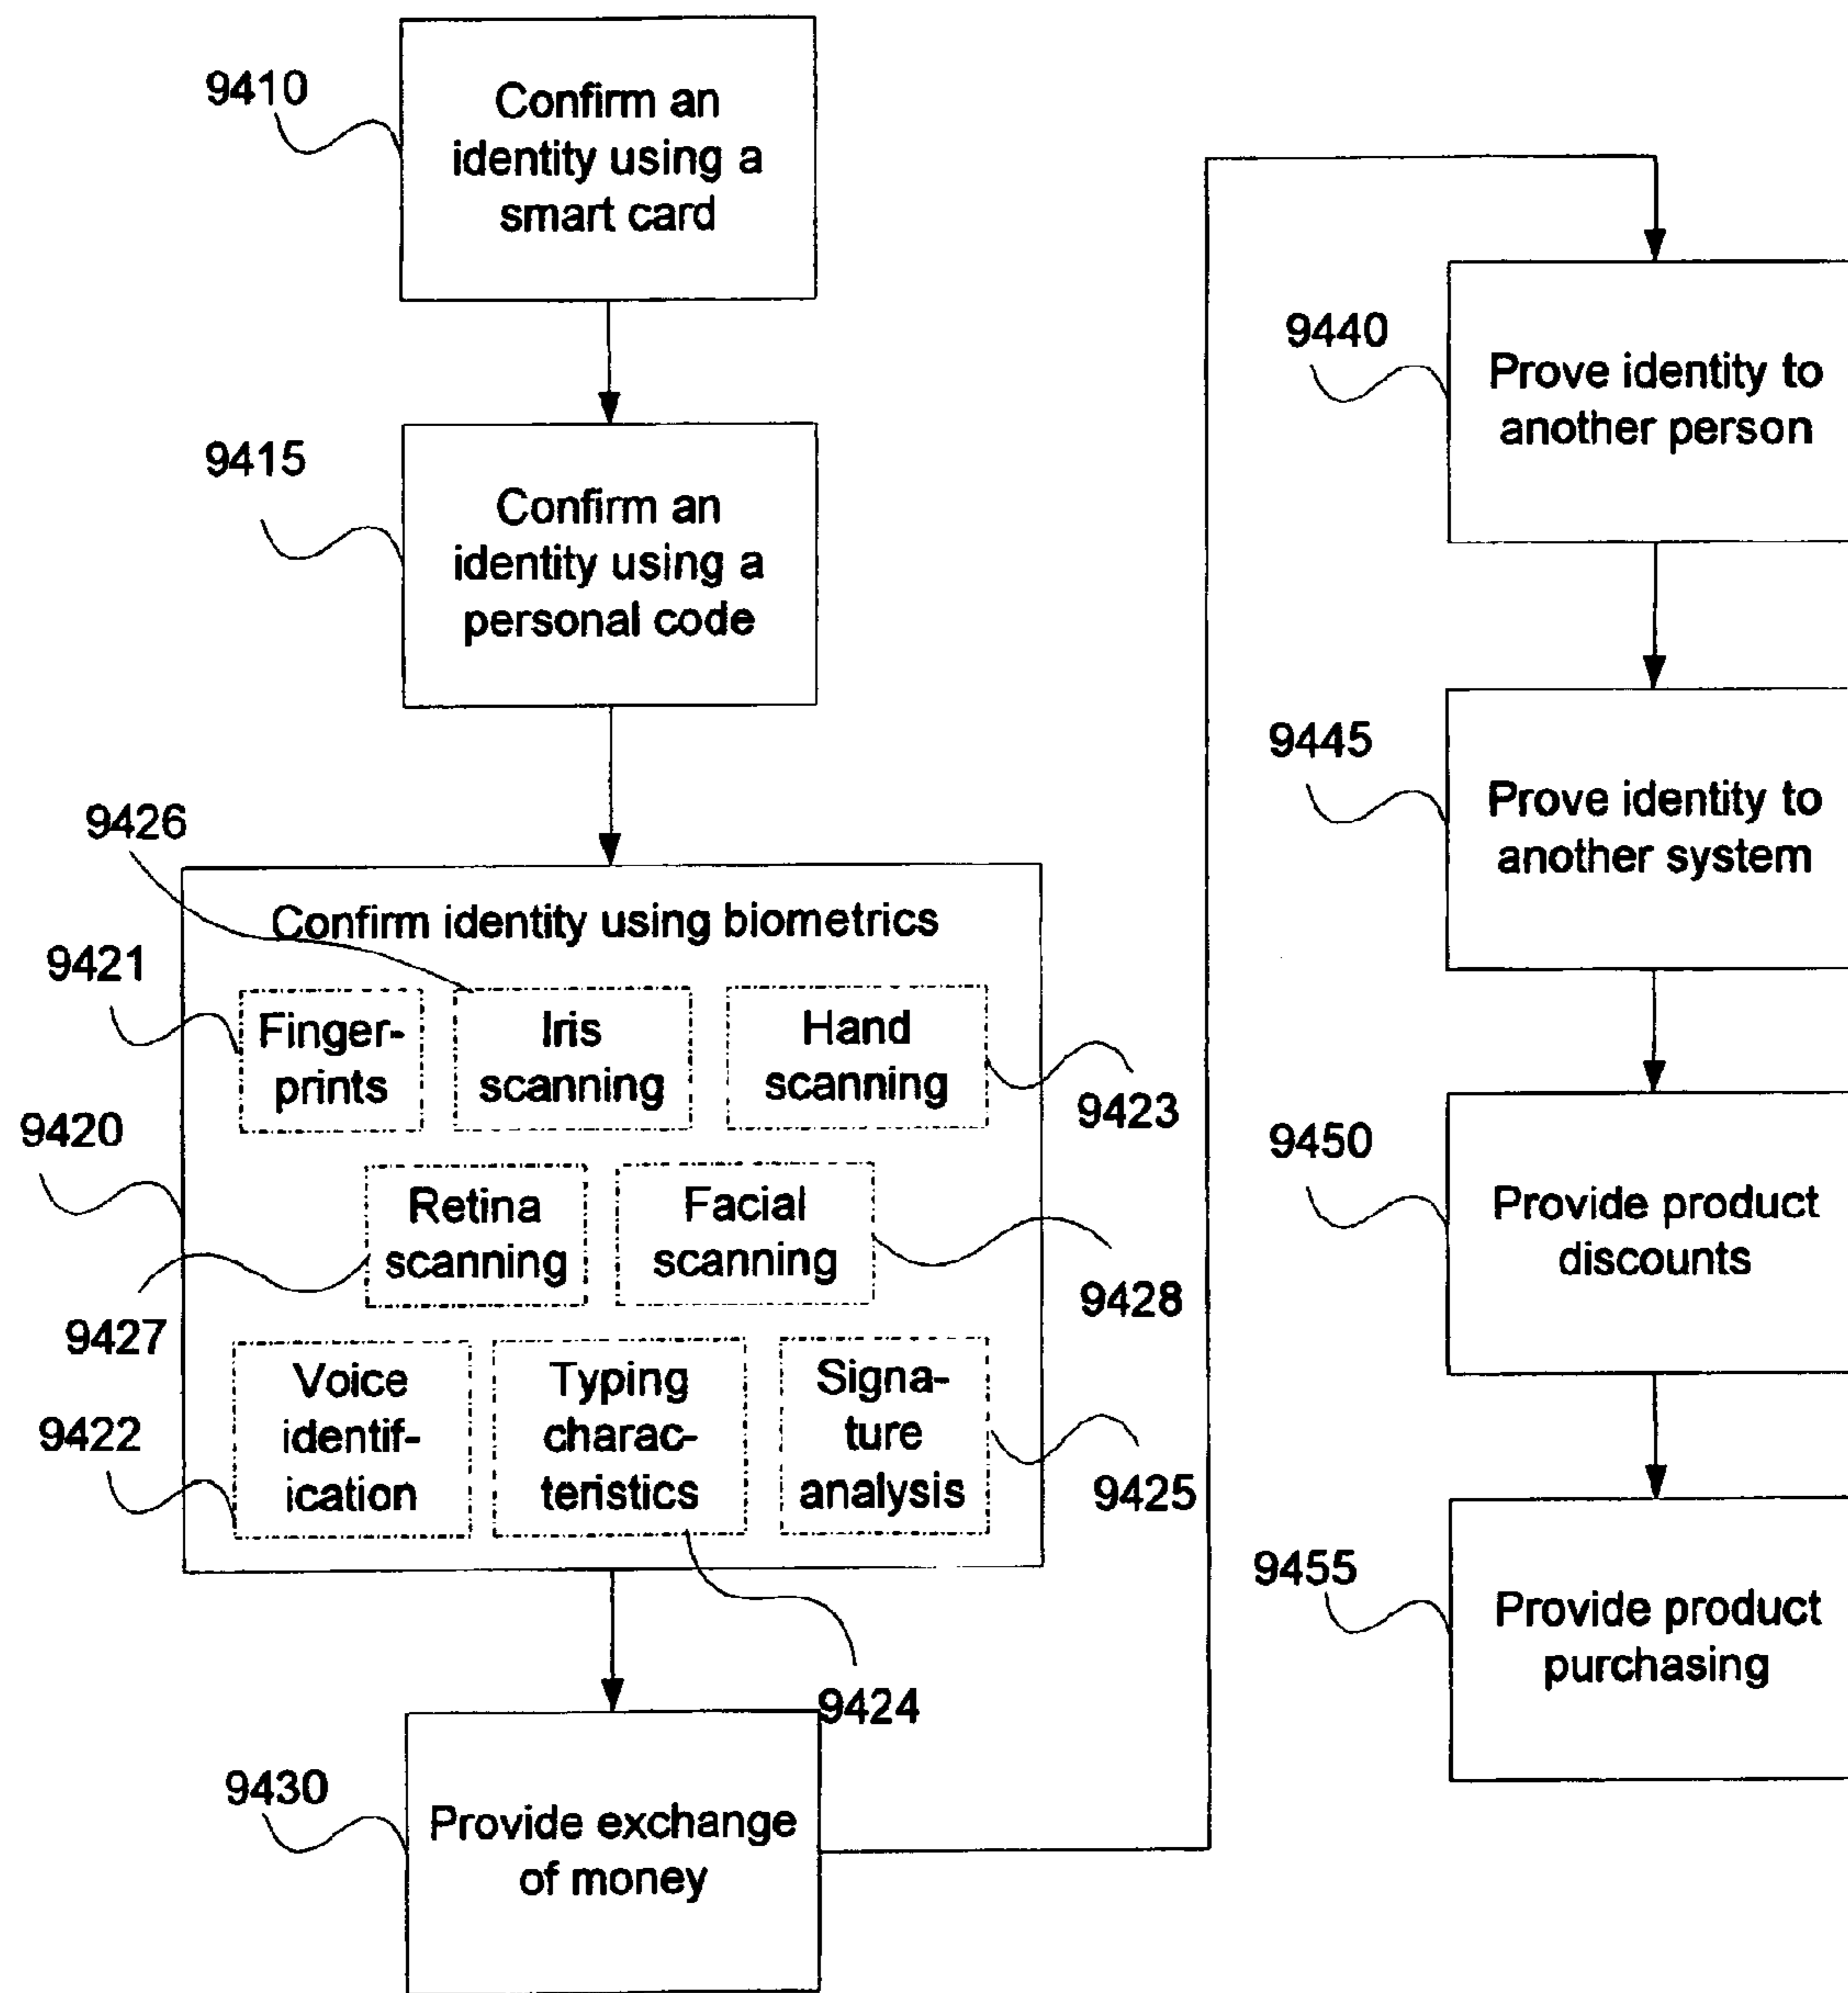 9410
Confirm an
identity using a
smart card
9415
Confirm an
identity using a
personal code
9426
Confirm identity using biometrics
9421
Finger-
prints
Iris
scanning
Hand
scanning
9423
9420
Retina
scanning
Facial
scanning
9427
9428
Voice
identif-
ication
Typing
charac-
teristics
Signa-
ture
analysis
9422
9425
9424
9430
Provide exchange
of money
9440
Prove identity to
another person
9445
Prove identity to
another system
9450
Provide product
discounts
9455
Provide product
purchasing